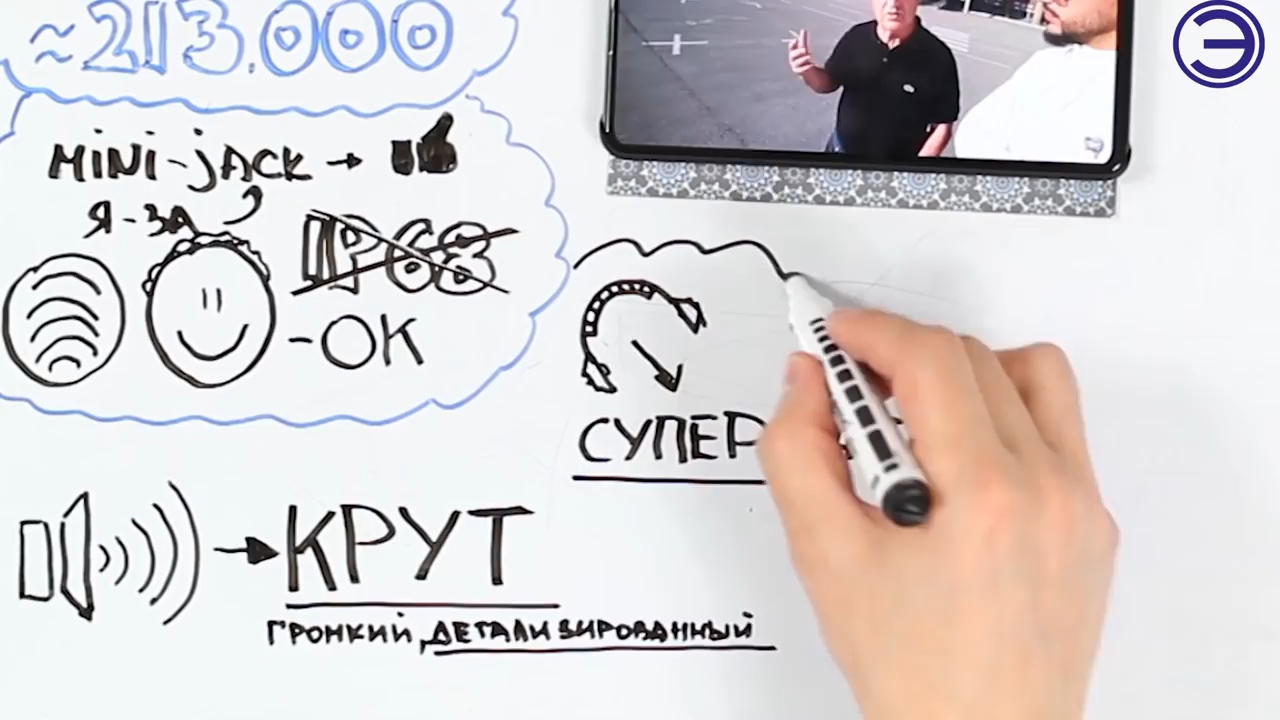 ≈213.000
MiNi-jACK →
Я-ЗА
IP68
-OK
СУПЕР
→ КРУТ
ГРОМКИЙ, ДЕТАЛИЗИРОВАННЫЙ
Э